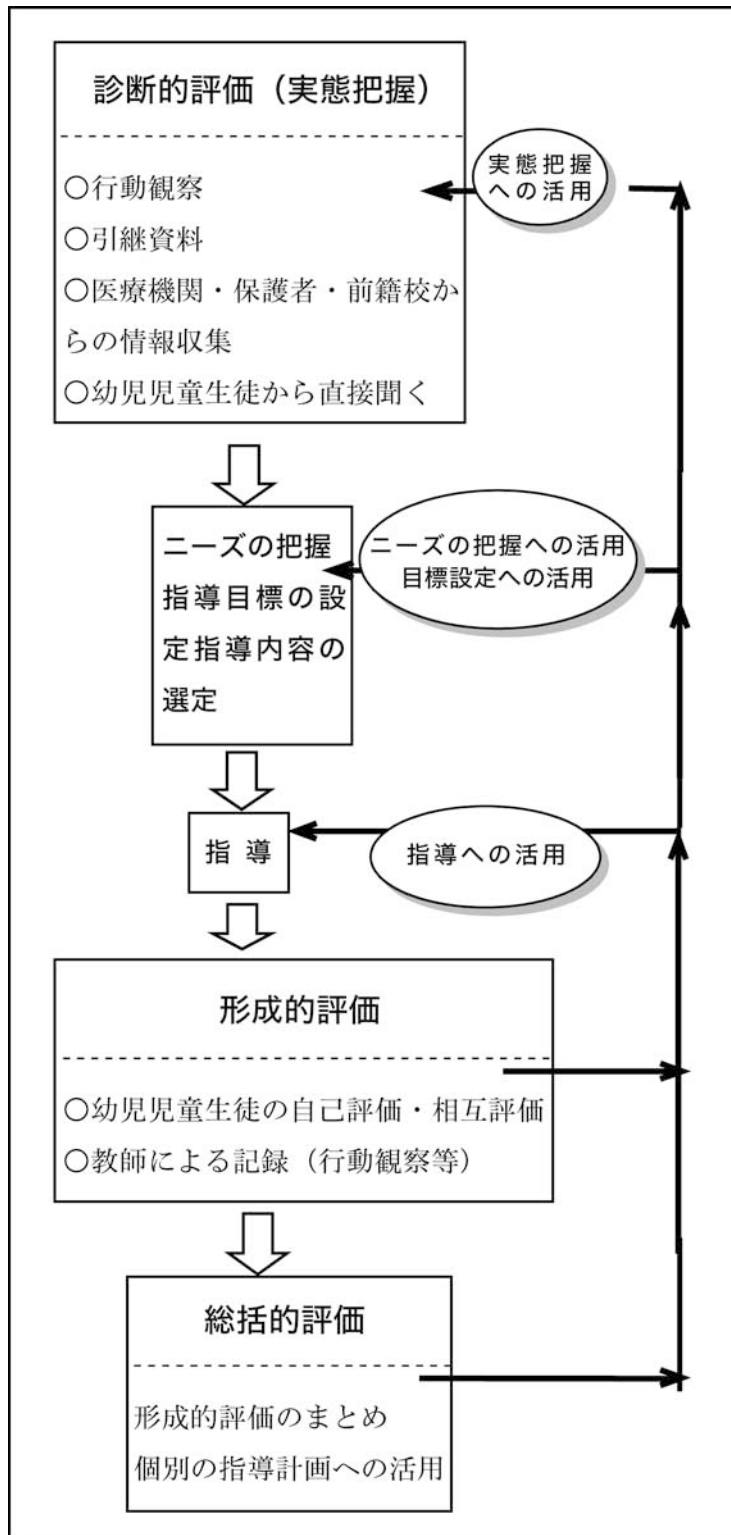 診断的評価（実態把握）
実態把握
への活用
○行動観察
○引継資料
○医療機関・保護者・前籍校か
らの情報収集
○幼児児童生徒から直接聞く
ニーズの把握
指導目標の設
定指導内容の
選定
ニーズの把握への活用
目標設定への活用
指 導
指導への活用
形成的評価
○幼児児童生徒の自己評価・相互評価
○教師による記録（行動観察等）
総括的評価
形成的評価のまとめ
個別の指導計画への活用